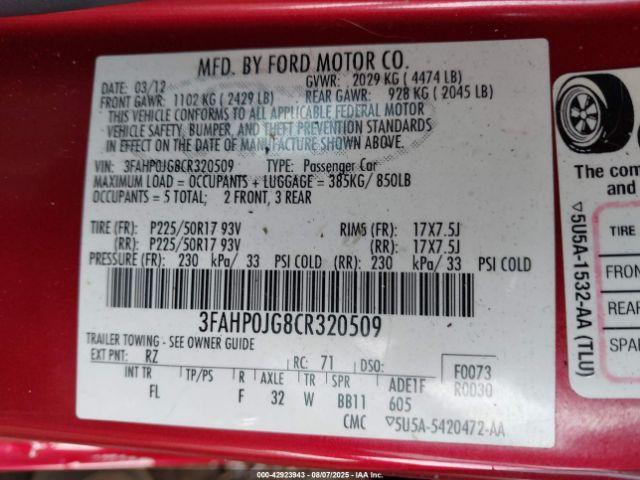 MFD. BY FORD MOTOR CO.
DATE: 03/12 GVWR: 2029 KG ( 4474 LB)
FRONT GAWR: 1102 KG ( 2429 LB) REAR GAWR: 928 KG ( 2045 LB)
THIS VEHICLE CONFORMS TO ALL APPLICABLE FEDERAL MOTOR
VEHICLE SAFETY, BUMPER, AND THEFT PREVENTION STANDARDS
IN EFFECT ON THE DATE OF MANUFACTURE SHOWN ABOVE.
VIN: 3FAHP0JG8CR320509 TYPE: Passenger Car
MAXIMUM LOAD = OCCUPANTS + LUGGAGE = 385KG/ 850LB
OCCUPANTS = 5 TOTAL; 2 FRONT, 3 REAR
TIRE (FR): P225/50R17 93V RIMS (FR): 17X7.5J
(RR): P225/50R17 93V (RR): 17X7.5J
PRESSURE (FR): 230 kPa/ 33 PSI COLD (RR): 230 kPa/ 33 PSI COLD
3FAHP0JG8CR320509
TRAILER TOWING - SEE OWNER GUIDE
EXT PNT: RZ RC: 71 DSO: F0073
R0030
INT TR TP/PS R AXLE TR SPR ADE1F
FL F 32 W BB11 605
CMC ▽5U5A-5420472-AA
The com
and
▽5U5A-1532-AA (TLU)
TIRE
FRON
REAR
SPAR
000-42923943 - 08/07/2025 - IAAI.COM